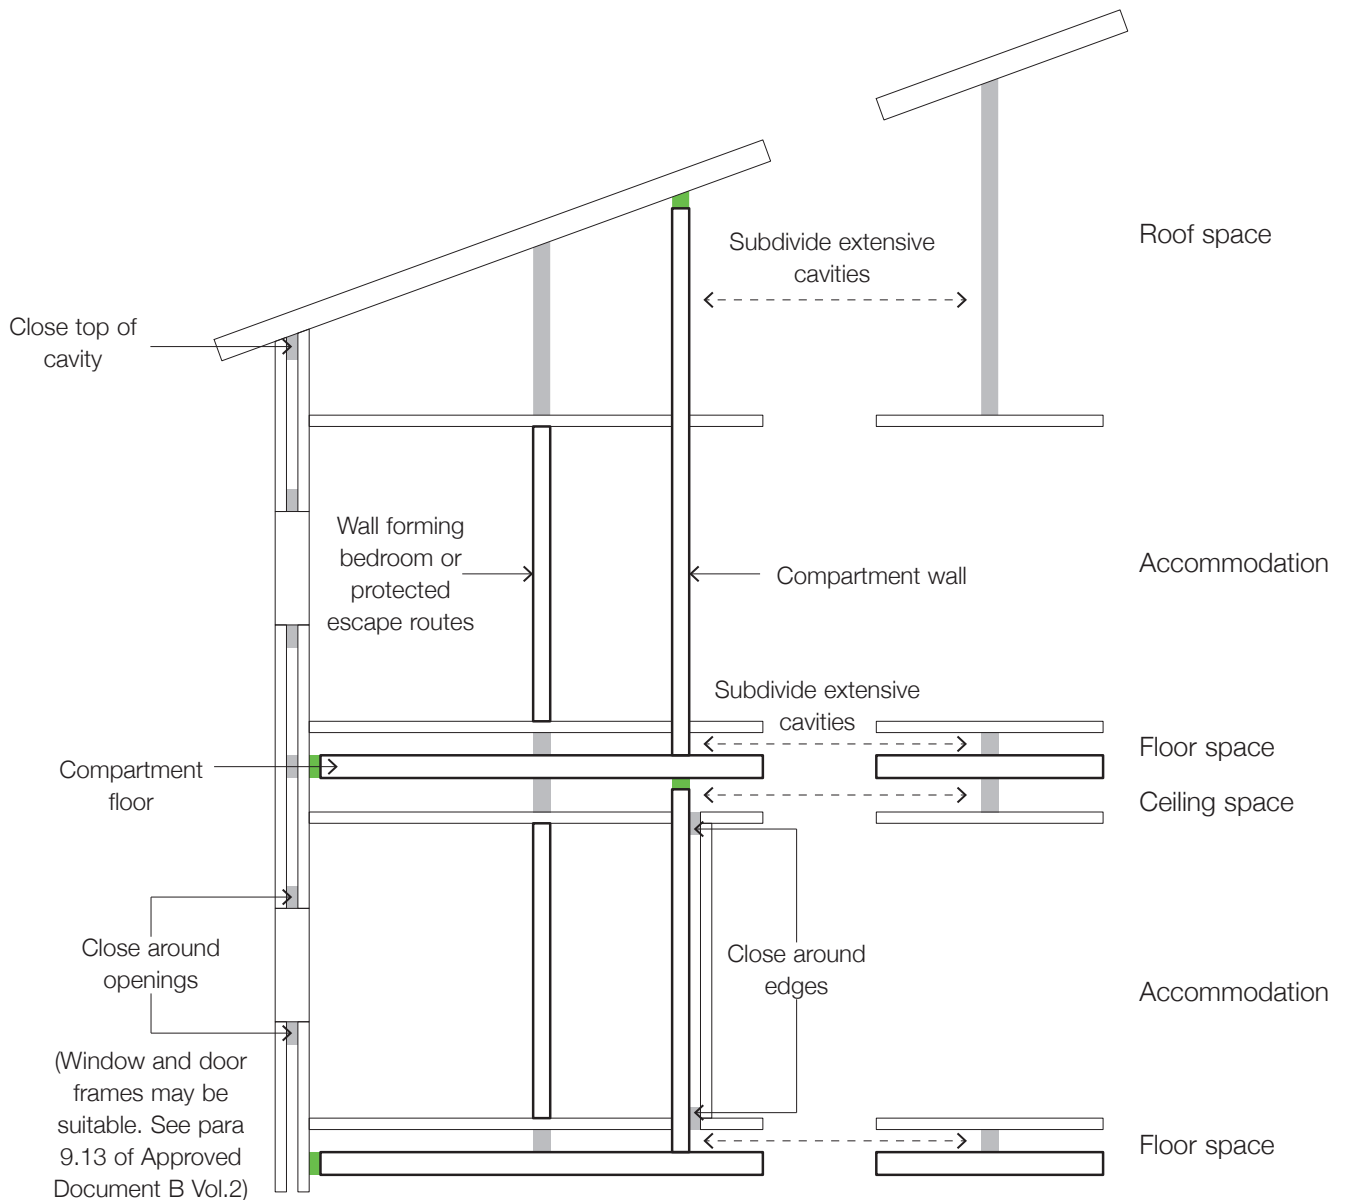 Roof space
Subdivide extensive
cavities
Close top of
cavity
Wall forming
bedroom or
protected
escape routes
Compartment wall
Accommodation
Subdivide extensive
cavities
Floor space
Compartment
floor
Ceiling space
Close around
openings
Close around
edges
Accommodation
(Window and door
frames may be
suitable. See para
9.13 of Approved
Document B Vol.2)
Floor space